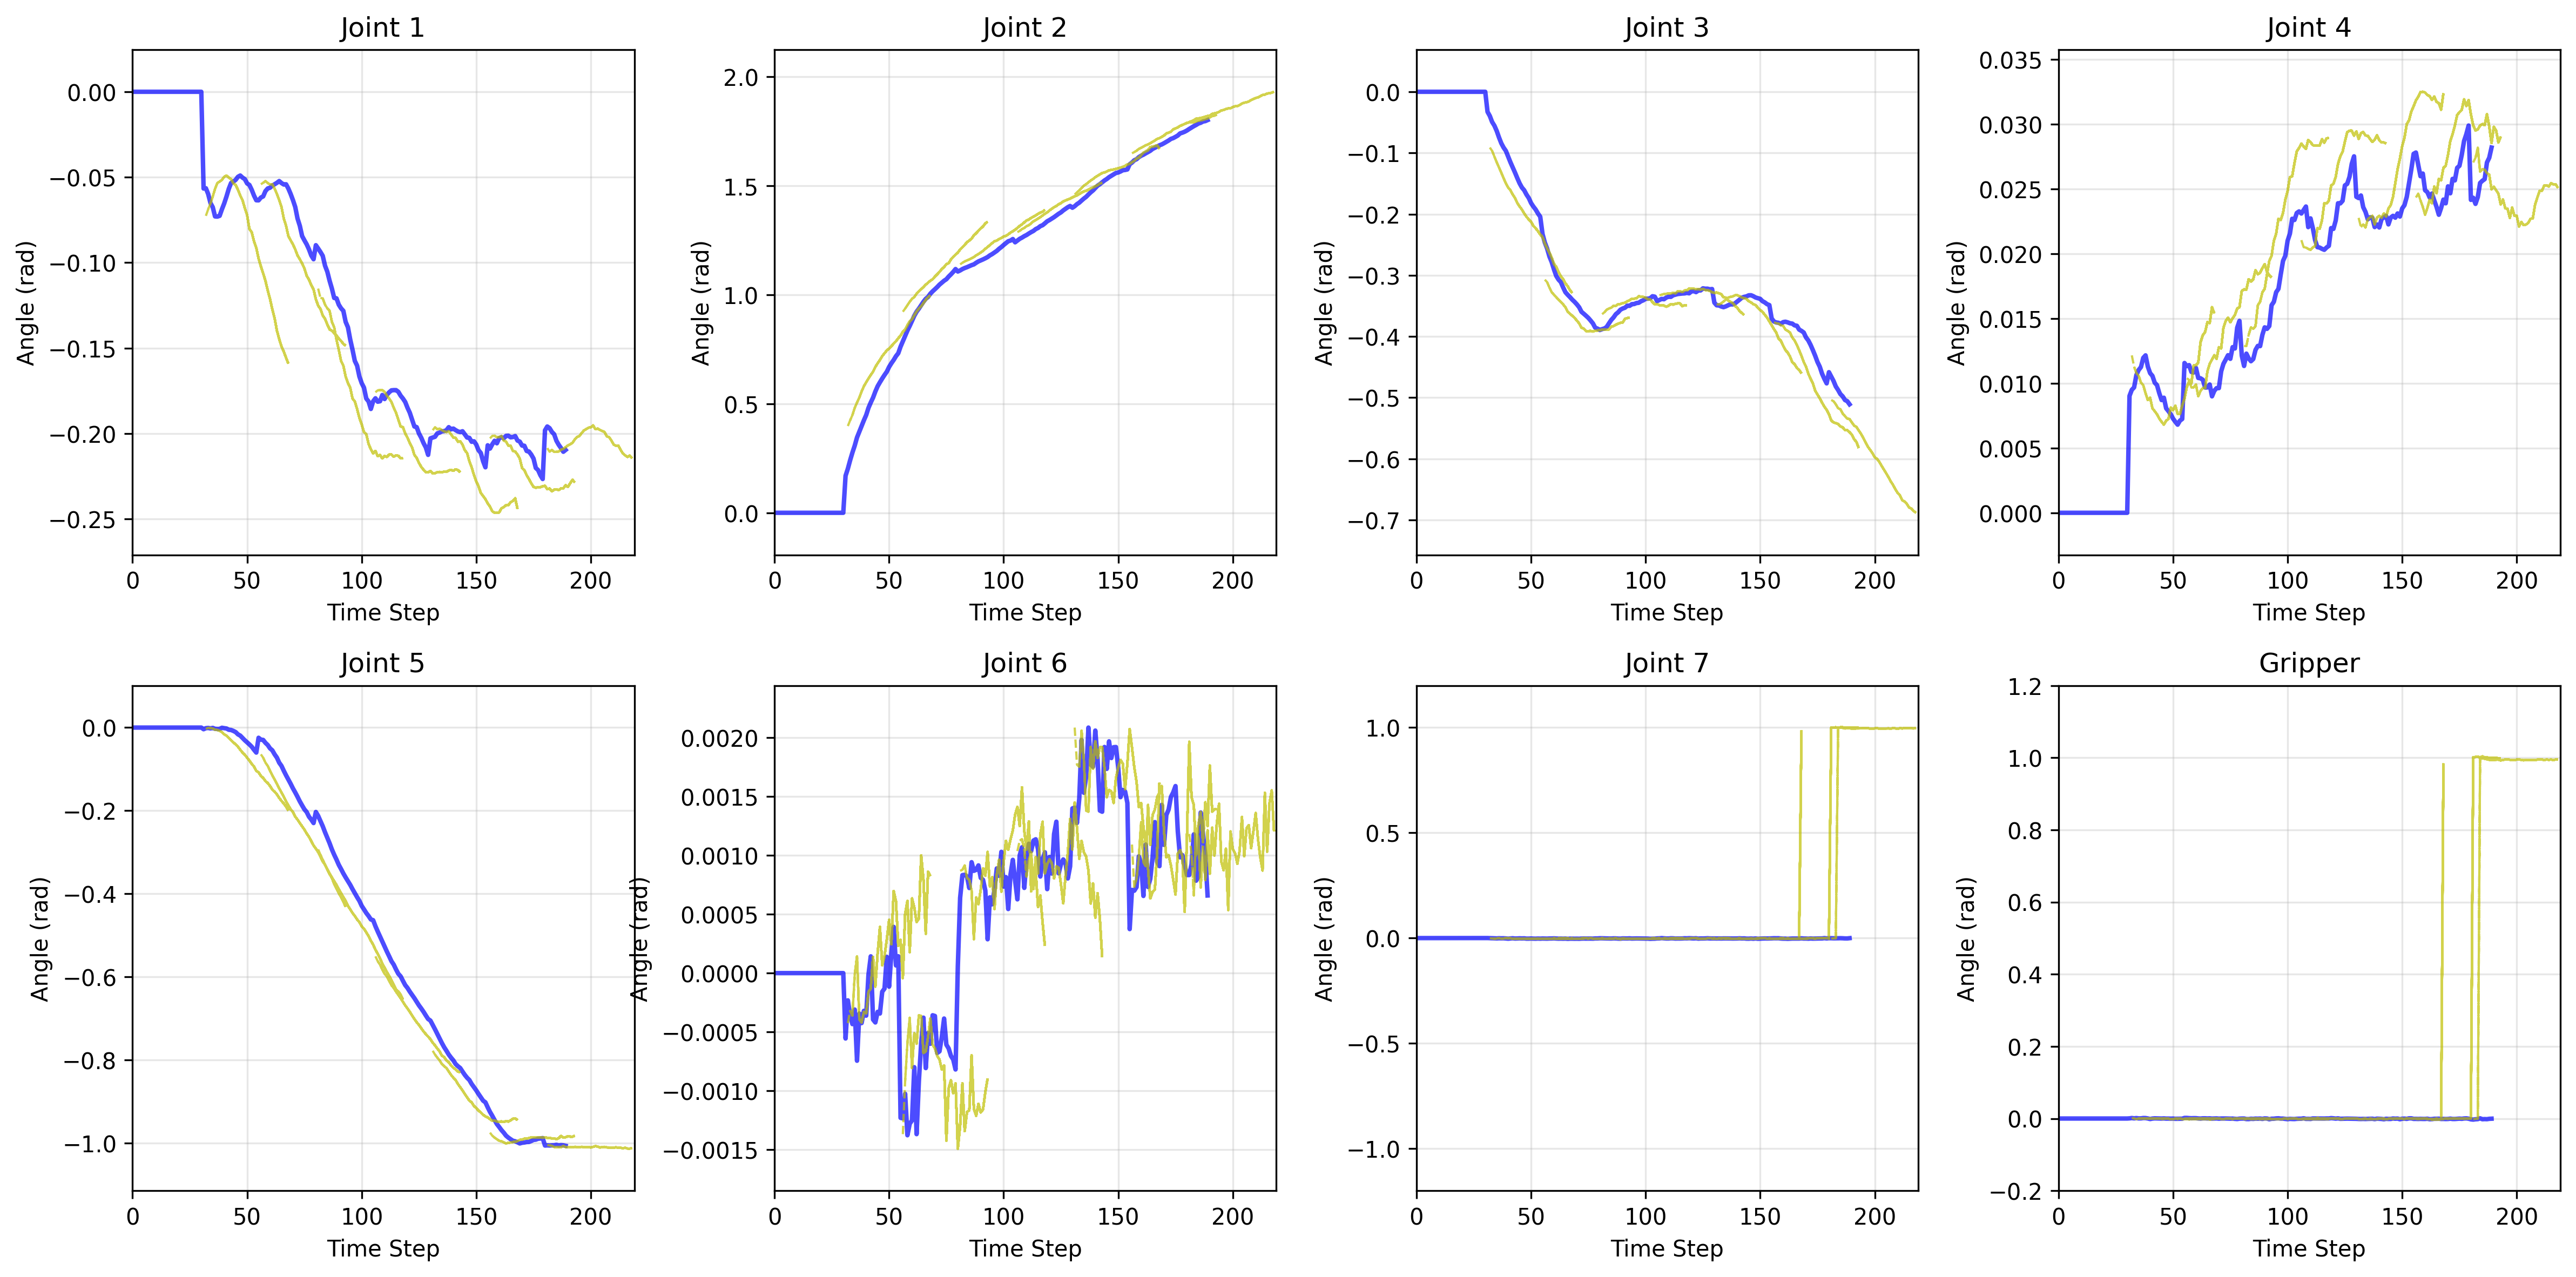 Joint 1
Joint 2
Joint 3
Joint 4
0.00
−0.05
−0.10
−0.15
−0.20
−0.25
Angle (rad)
0 50 100 150 200
Time Step
2.0
1.5
1.0
0.5
0.0
Angle (rad)
0 50 100 150 200
Time Step
0.0
−0.1
−0.2
−0.3
−0.4
−0.5
−0.6
−0.7
Angle (rad)
0 50 100 150 200
Time Step
0.035
0.030
0.025
0.020
0.015
0.010
0.005
0.000
Angle (rad)
0 50 100 150 200
Time Step
Joint 5
Joint 6
Joint 7
Gripper
0.0
−0.2
−0.4
−0.6
−0.8
−1.0
Angle (rad)
0 50 100 150 200
Time Step
0.0020
0.0015
0.0010
0.0005
0.0000
−0.0005
−0.0010
−0.0015
Angle (rad)
0 50 100 150 200
Time Step
1.0
0.5
0.0
−0.5
−1.0
Angle (rad)
0 50 100 150 200
Time Step
1.2
1.0
0.8
0.6
0.4
0.2
0.0
−0.2
Angle (rad)
0 50 100 150 200
Time Step